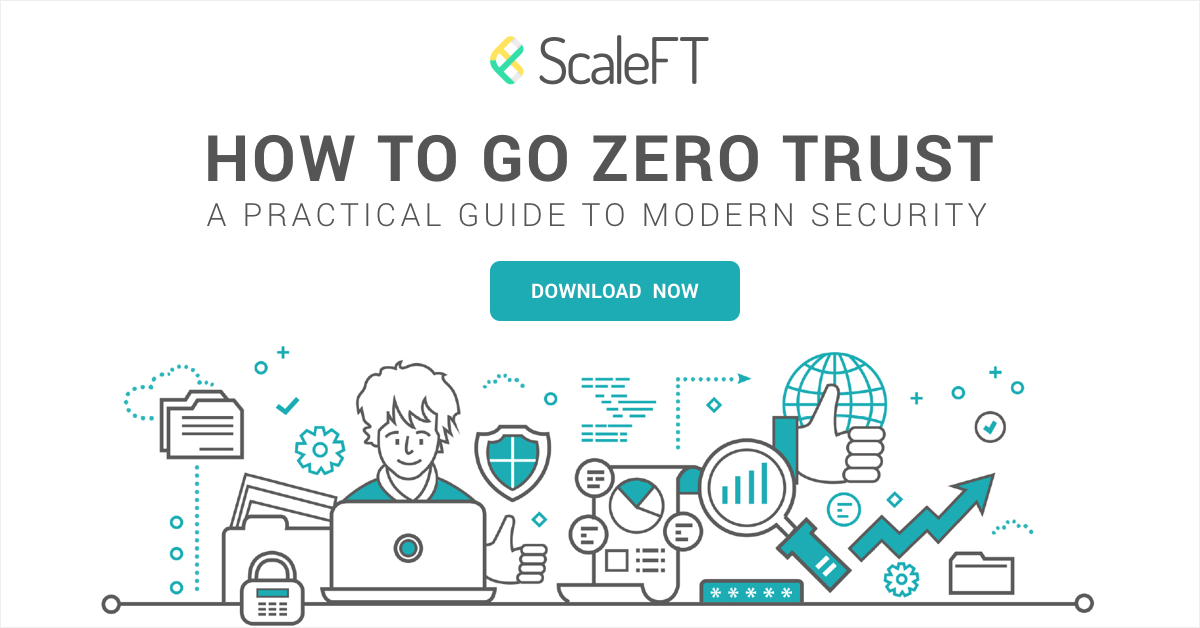 ScaleFT
HOW TO GO ZERO TRUST
A PRACTICAL GUIDE TO MODERN SECURITY
DOWNLOAD NOW
*****